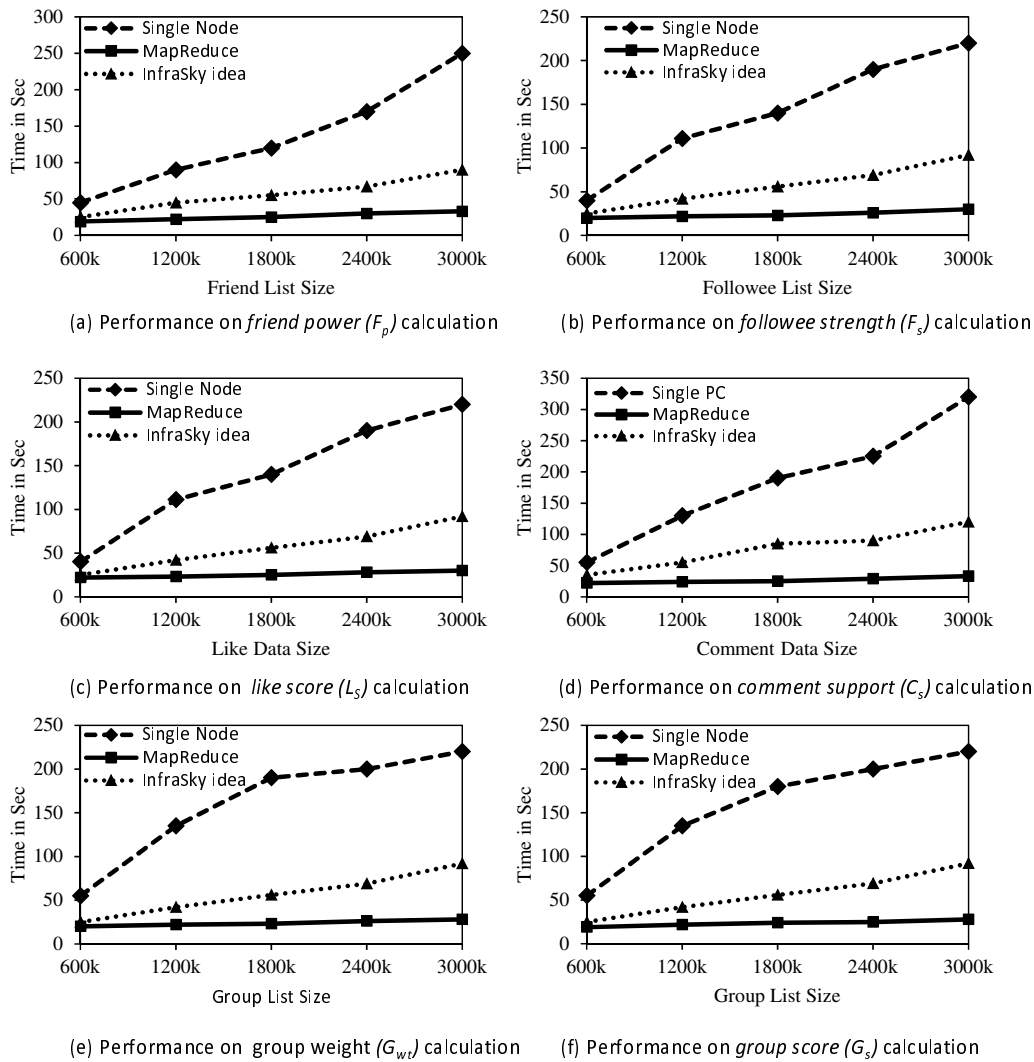 300
250
200
150
100
50
0
Time in Sec
Single Node
MapReduce
InfraSky idea
600k 1200k 1800k 2400k 3000k
Friend List Size
(a) Performance on friend power (Fp) calculation
250
200
150
100
50
0
Time in Sec
Single Node
MapReduce
InfraSky idea
600k 1200k 1800k 2400k 3000k
Followee List Size
(b) Performance on followee strength (Fs) calculation
250
200
150
100
50
0
Time in Sec
Single Node
MapReduce
InfraSky idea
600k 1200k 1800k 2400k 3000k
Like Data Size
(c) Performance on like score (LS) calculation
350
300
250
200
150
100
50
0
Time in Sec
Single PC
MapReduce
InfraSky idea
600k 1200k 1800k 2400k 3000k
Comment Data Size
(d) Performance on comment support (Cs) calculation
250
200
150
100
50
0
Time in Sec
Single Node
MapReduce
InfraSky idea
600k 1200k 1800k 2400k 3000k
Group List Size
(e) Performance on group weight (Gwt) calculation
250
200
150
100
50
0
Time in Sec
Single Node
MapReduce
InfraSky idea
600k 1200k 1800k 2400k 3000k
Group List Size
(f) Performance on group score (Gs) calculation